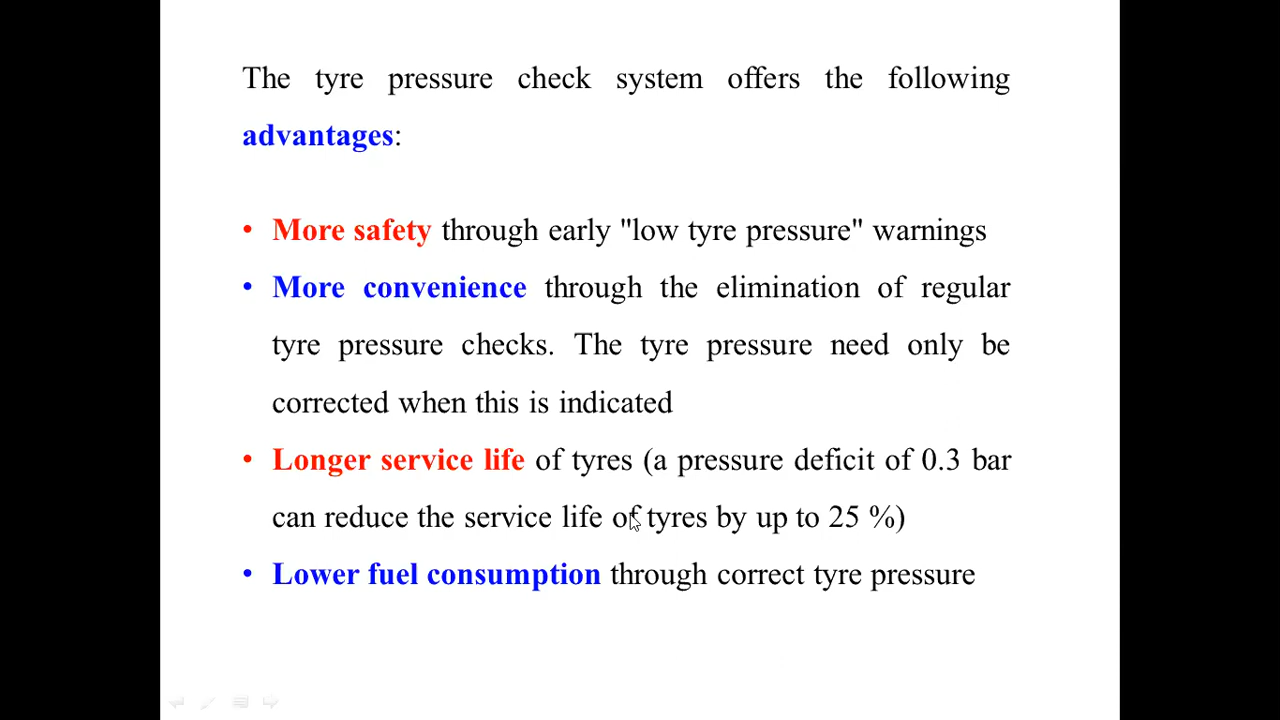 The tyre pressure check system offers the following
advantages:
• More safety through early "low tyre pressure" warnings
• More convenience through the elimination of regular
tyre pressure checks. The tyre pressure need only be
corrected when this is indicated
• Longer service life of tyres (a pressure deficit of 0.3 bar
can reduce the service life of tyres by up to 25 %)
• Lower fuel consumption through correct tyre pressure